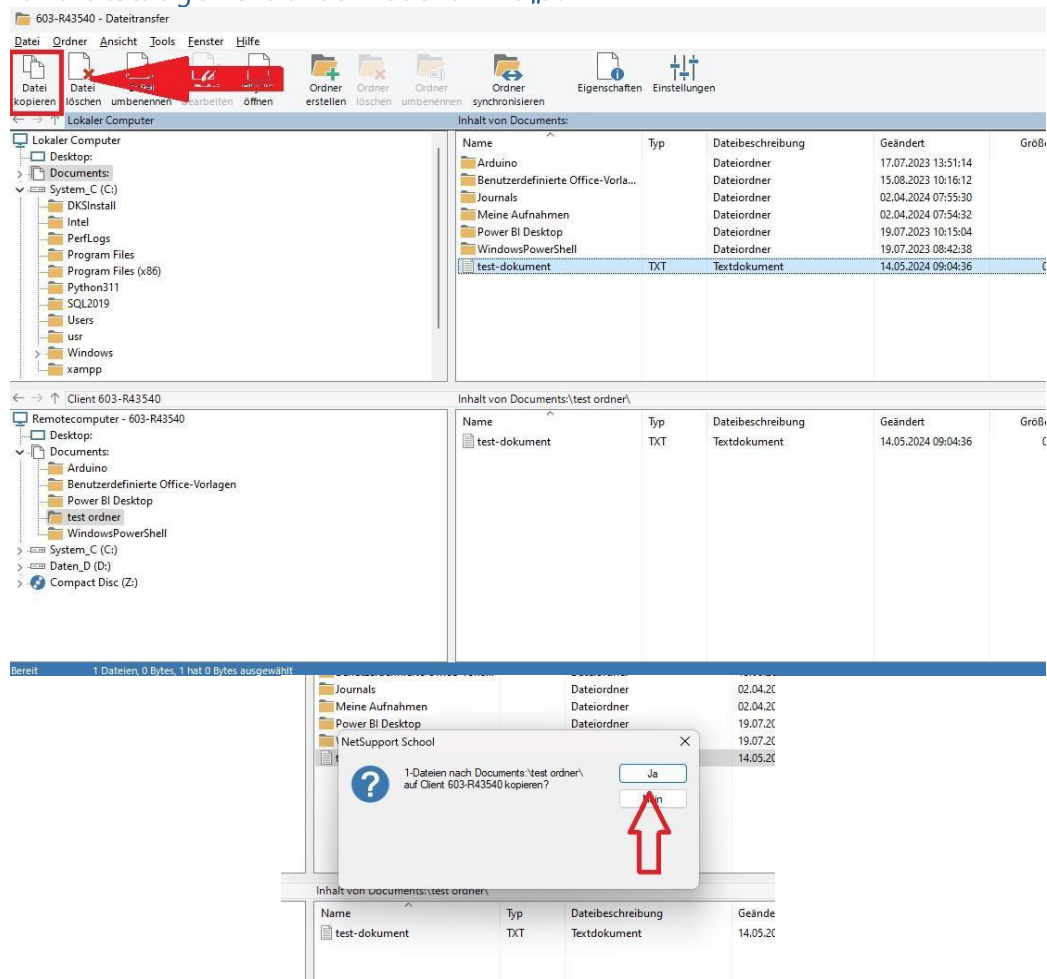 603-R43540 - Dateitransfer
Datei Ordner Ansicht Tools Fenster Hilfe
Datei kopieren
Datei löschen
umbenennen
bearbeiten
öffnen
Ordner erstellen
Ordner löschen
Ordner umbenennen
Ordner synchronisieren
Eigenschaften
Einstellungen
Lokaler Computer
Inhalt von Documents:
Lokaler Computer
Desktop:
Documents:
System_C (C:)
DKSInstall
Intel
PerfLogs
Program Files
Program Files (x86)
Python311
SQL2019
Users
usr
Windows
xampp
Name Typ Dateibeschreibung Geändert Größe
Arduino Dateiordner 17.07.2023 13:51:14
Benutzerdefinierte Office-Vorla... Dateiordner 15.08.2023 10:16:12
Journals Dateiordner 02.04.2024 07:55:30
Meine Aufnahmen Dateiordner 02.04.2024 07:54:32
Power BI Desktop Dateiordner 19.07.2023 10:15:04
WindowsPowerShell Dateiordner 19.07.2023 08:42:38
test-dokument TXT Textdokument 14.05.2024 09:04:36 0
Client 603-R43540
Inhalt von Documents:\test ordner\
Remotecomputer - 603-R43540
Desktop:
Documents:
Arduino
Benutzerdefinierte Office-Vorlagen
Power BI Desktop
test ordner
WindowsPowerShell
System_C (C:)
Daten_D (D:)
Compact Disc (Z:)
Name Typ Dateibeschreibung Geändert Größe
test-dokument TXT Textdokument 14.05.2024 09:04:36 0
Bereit 1 Dateien, 0 Bytes, 1 hat 0 Bytes ausgewählt
Journals Dateiordner 02.04.20
Meine Aufnahmen Dateiordner 02.04.20
Power BI Desktop Dateiordner 19.07.20
19.07.20
14.05.20
NetSupport School
1-Dateien nach Documents:\test ordner\
auf Client 603-R43540 kopieren?
Ja
Inhalt von Documents:\test ordner\
Name Typ Dateibeschreibung Geände
test-dokument TXT Textdokument 14.05.20